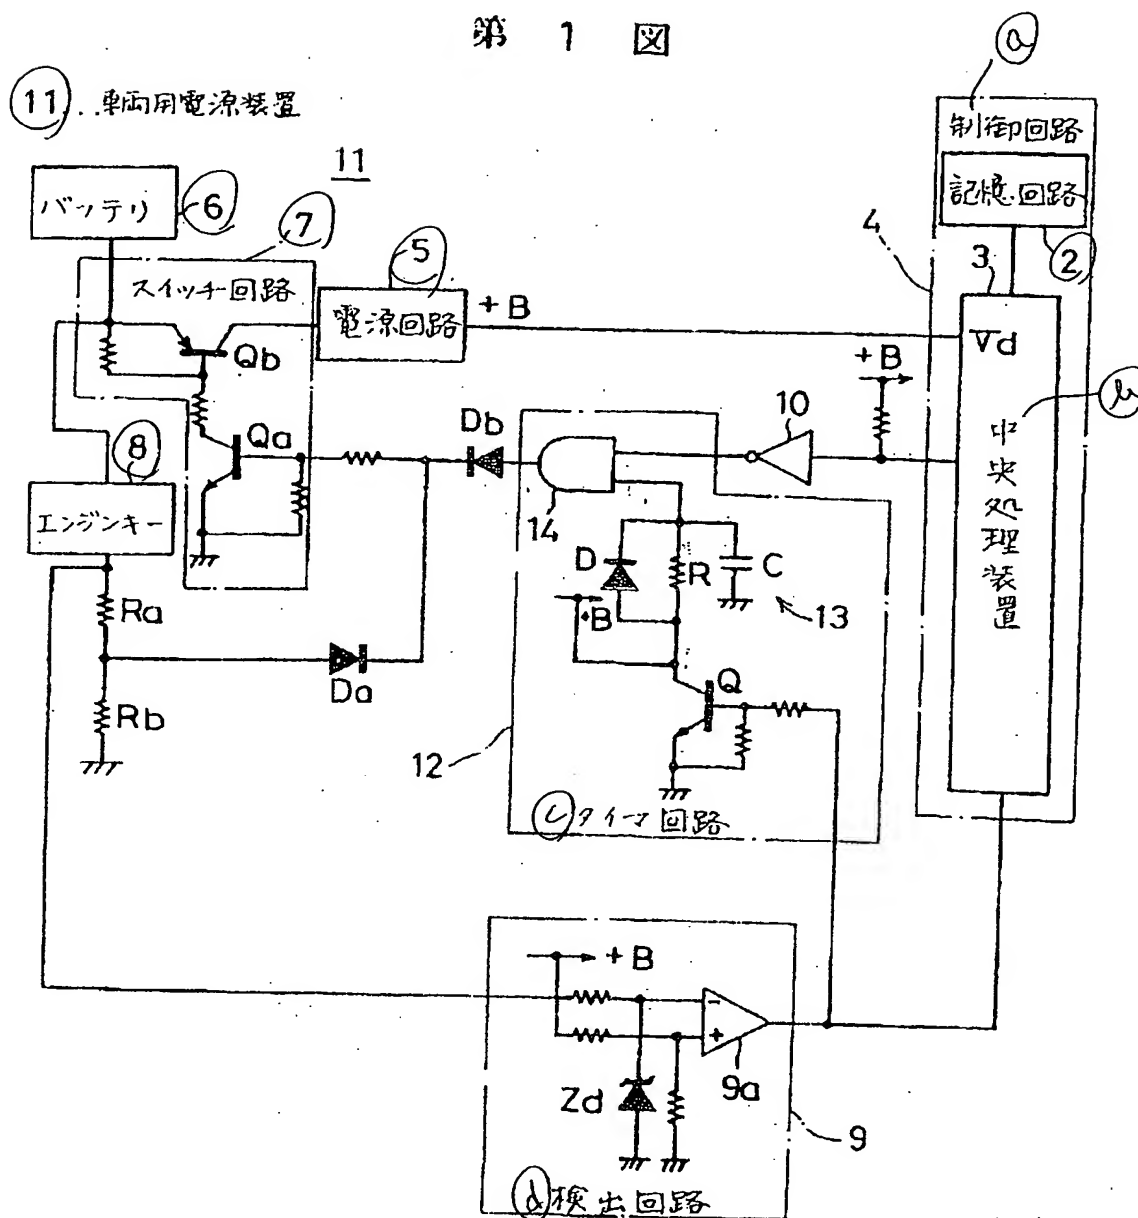 第 1 図
a
11...車両用電源装置
制御回路
11
バッテリ
6
7
記憶回路
4
2
スイッチ回路
5
電源回路
+B
3
Vd
Qb
+B
b
8
Qa
Db
10
中央処理装置
エンジンキー
14
D
R
C
Ra
+B
13
Da
Q
Rb
12
c タイマ回路
+B
-
+
9a
Zd
9
d 検出回路